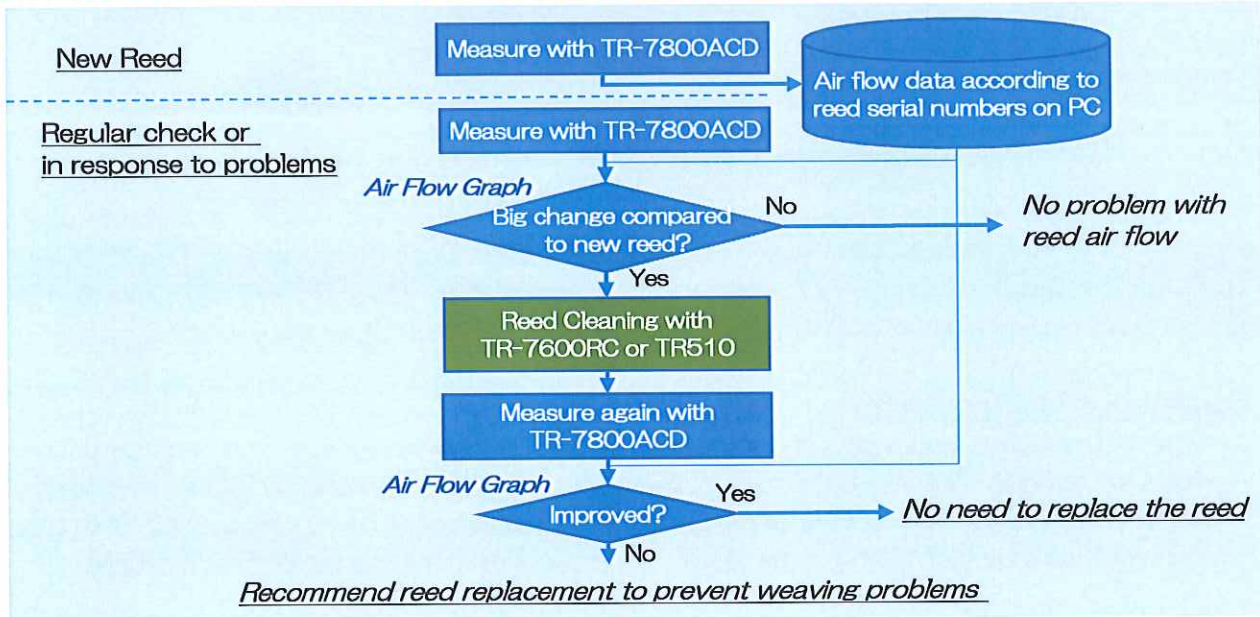 New Reed
Measure with TR-7800ACD
Air flow data according to
reed serial numbers on PC
Regular check or
in response to problems
Measure with TR-7800ACD
Air Flow Graph
Big change compared
to new reed?
No
No problem with
reed air flow
Yes
Reed Cleaning with
TR-7600RC or TR510
Measure again with
TR-7800ACD
Air Flow Graph
Improved?
Yes
No need to replace the reed
No
Recommend reed replacement to prevent weaving problems